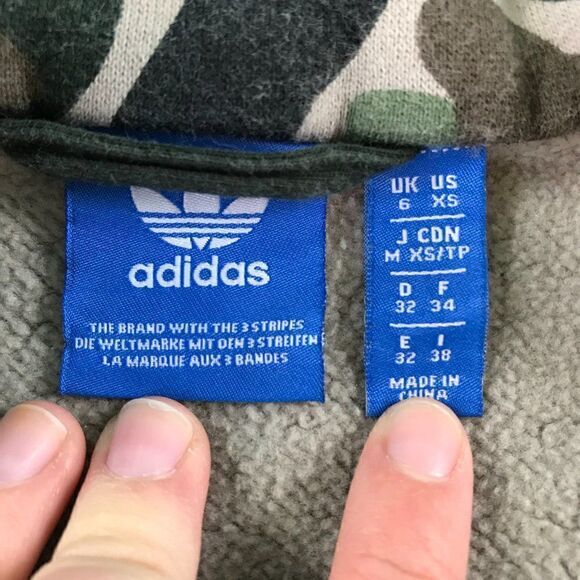 adidas
THE BRAND WITH THE 3 STRIPES
DIE WELTMARKE MIT DEN 3 STREIFEN
LA MARQUE AUX 3 BANDES
UK US
6 XS
J CDN
M XS/TP
D F
32 34
E I
32 38
MADE IN
CHINA